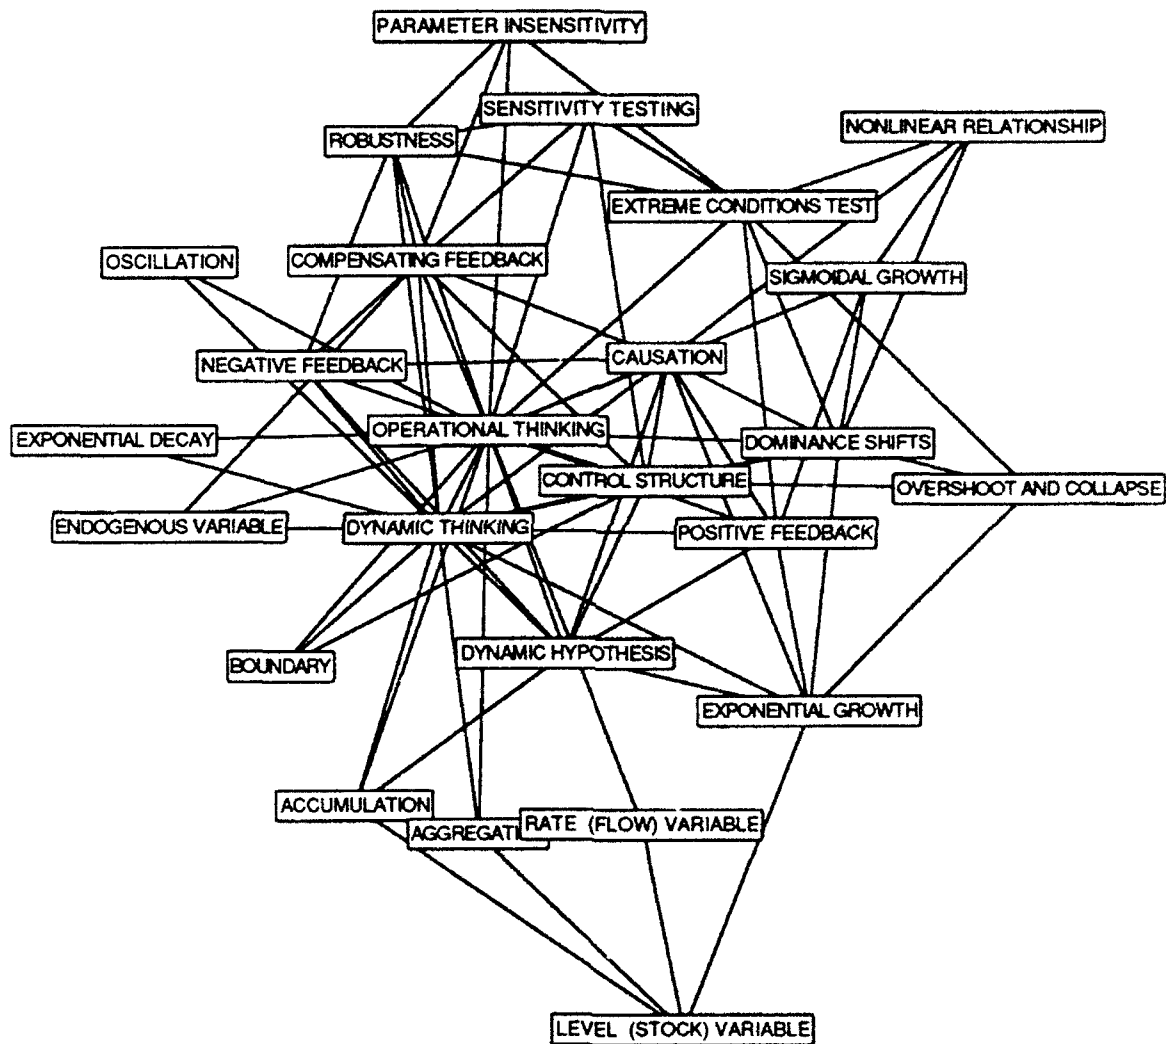 PARAMETER INSENSITIVITY
SENSITIVITY TESTING
NONLINEAR RELATIONSHIP
ROBUSTNESS
EXTREME CONDITIONS TEST
OSCILLATION
COMPENSATING FEEDBACK
SIGMOIDAL GROWTH
NEGATIVE FEEDBACK
CAUSATION
EXPONENTIAL DECAY
OPERATIONAL THINKING
DOMINANCE SHIFTS
CONTROL STRUCTURE
OVERSHOOT AND COLLAPSE
ENDOGENOUS VARIABLE
DYNAMIC THINKING
POSITIVE FEEDBACK
BOUNDARY
DYNAMIC HYPOTHESIS
EXPONENTIAL GROWTH
ACCUMULATION
AGGREGATI
RATE (FLOW) VARIABLE
LEVEL (STOCK) VARIABLE